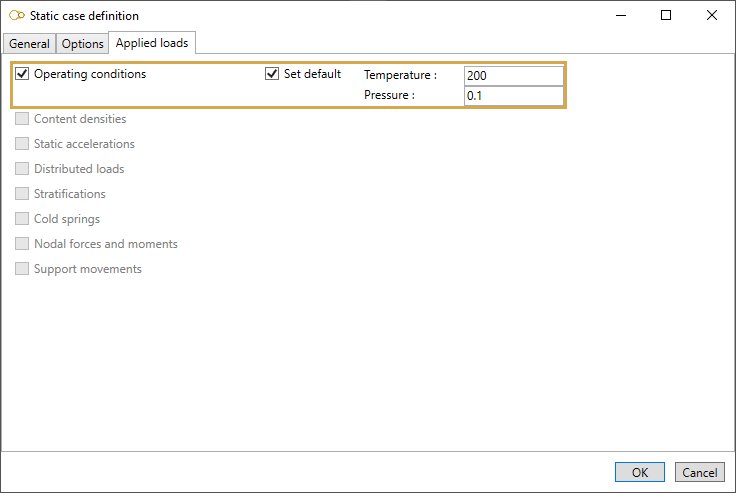 Static case definition
General Options Applied loads
Operating conditions Set default Temperature : 200
Pressure : 0.1
Content densities
Static accelerations
Distributed loads
Stratifications
Cold springs
Nodal forces and moments
Support movements
OK Cancel